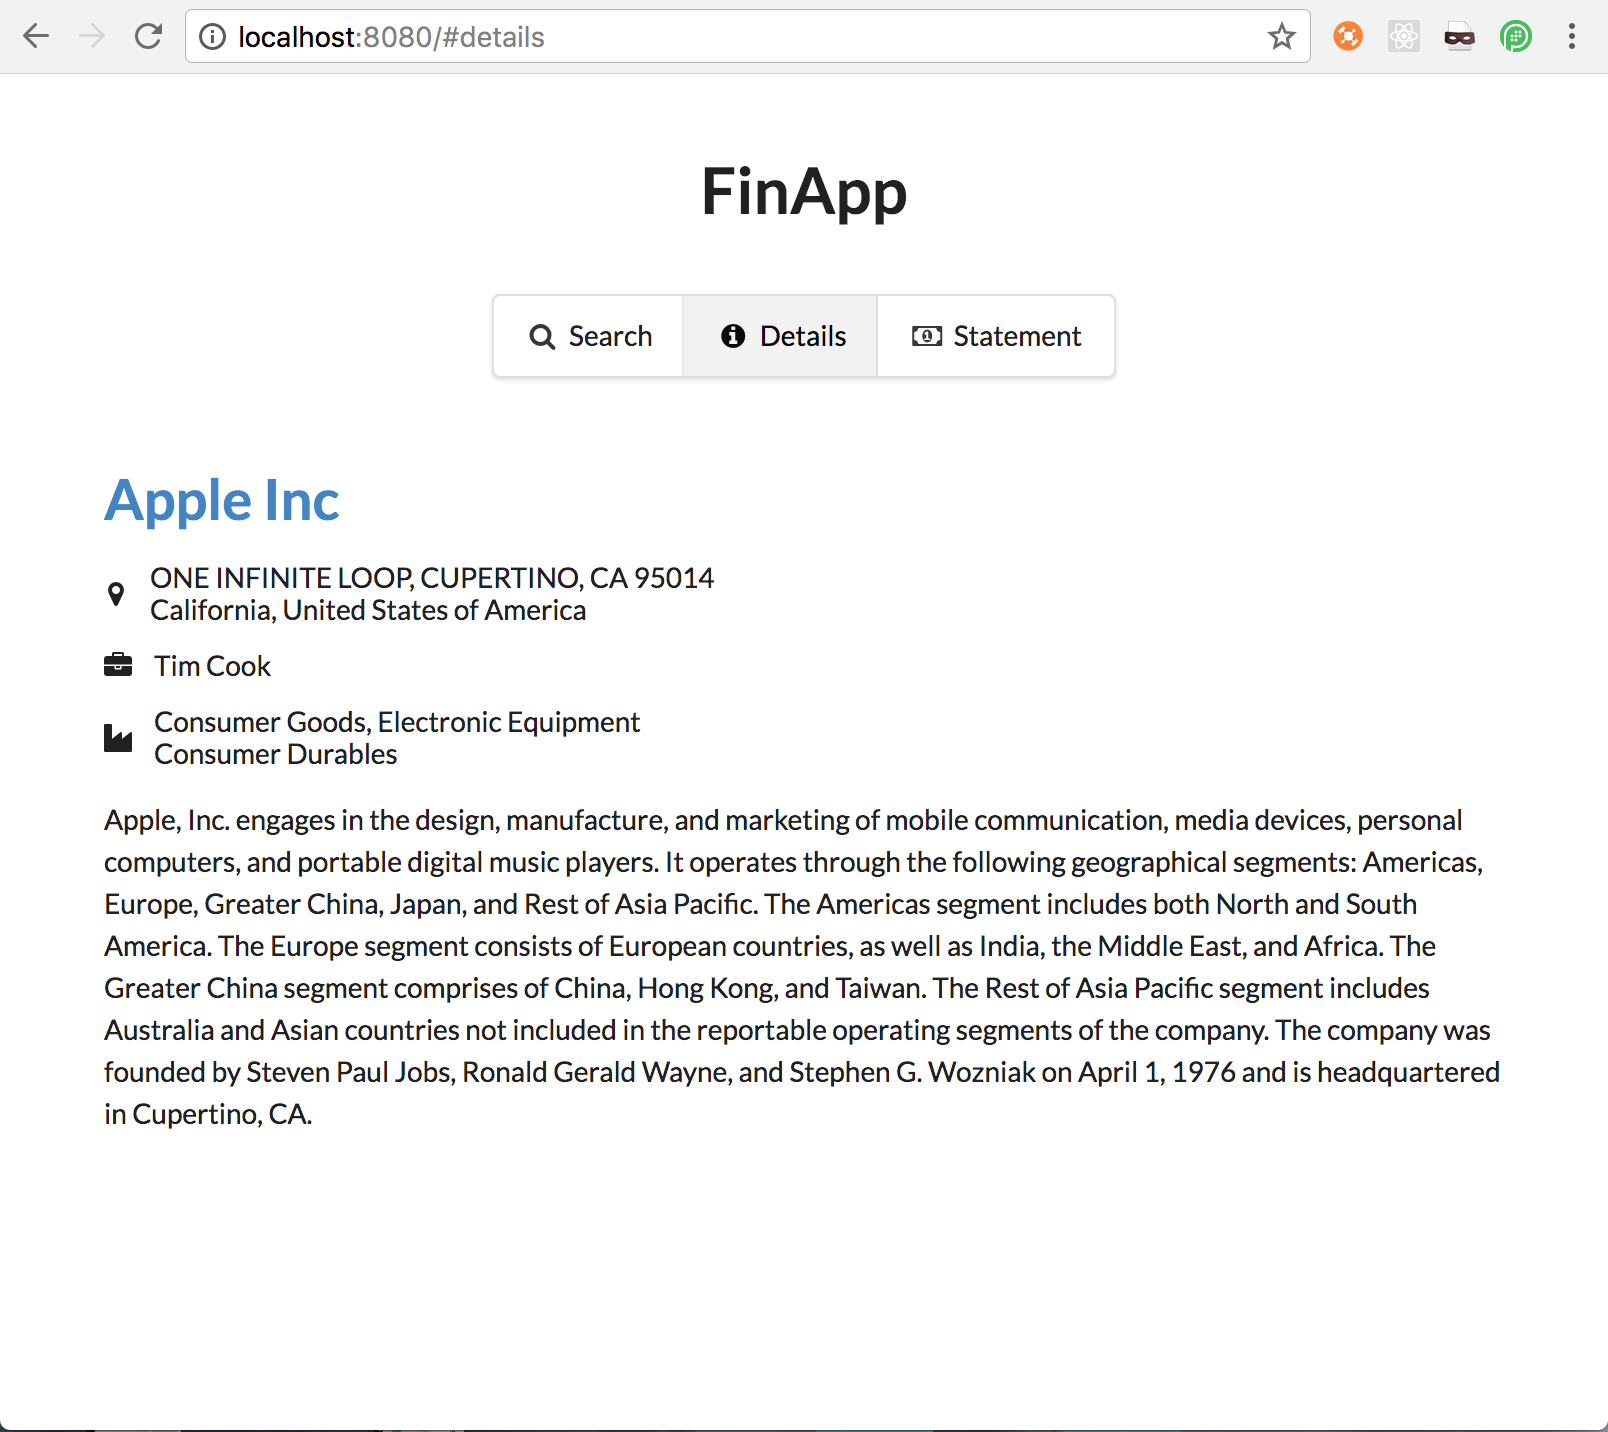 localhost:8080/#details
FinApp
Search
Details
Statement
Apple Inc
ONE INFINITE LOOP, CUPERTINO, CA 95014
California, United States of America
Tim Cook
Consumer Goods, Electronic Equipment
Consumer Durables
Apple, Inc. engages in the design, manufacture, and marketing of mobile communication, media devices, personal
computers, and portable digital music players. It operates through the following geographical segments: Americas,
Europe, Greater China, Japan, and Rest of Asia Pacific. The Americas segment includes both North and South
America. The Europe segment consists of European countries, as well as India, the Middle East, and Africa. The
Greater China segment comprises of China, Hong Kong, and Taiwan. The Rest of Asia Pacific segment includes
Australia and Asian countries not included in the reportable operating segments of the company. The company was
founded by Steven Paul Jobs, Ronald Gerald Wayne, and Stephen G. Wozniak on April 1, 1976 and is headquartered
in Cupertino, CA.